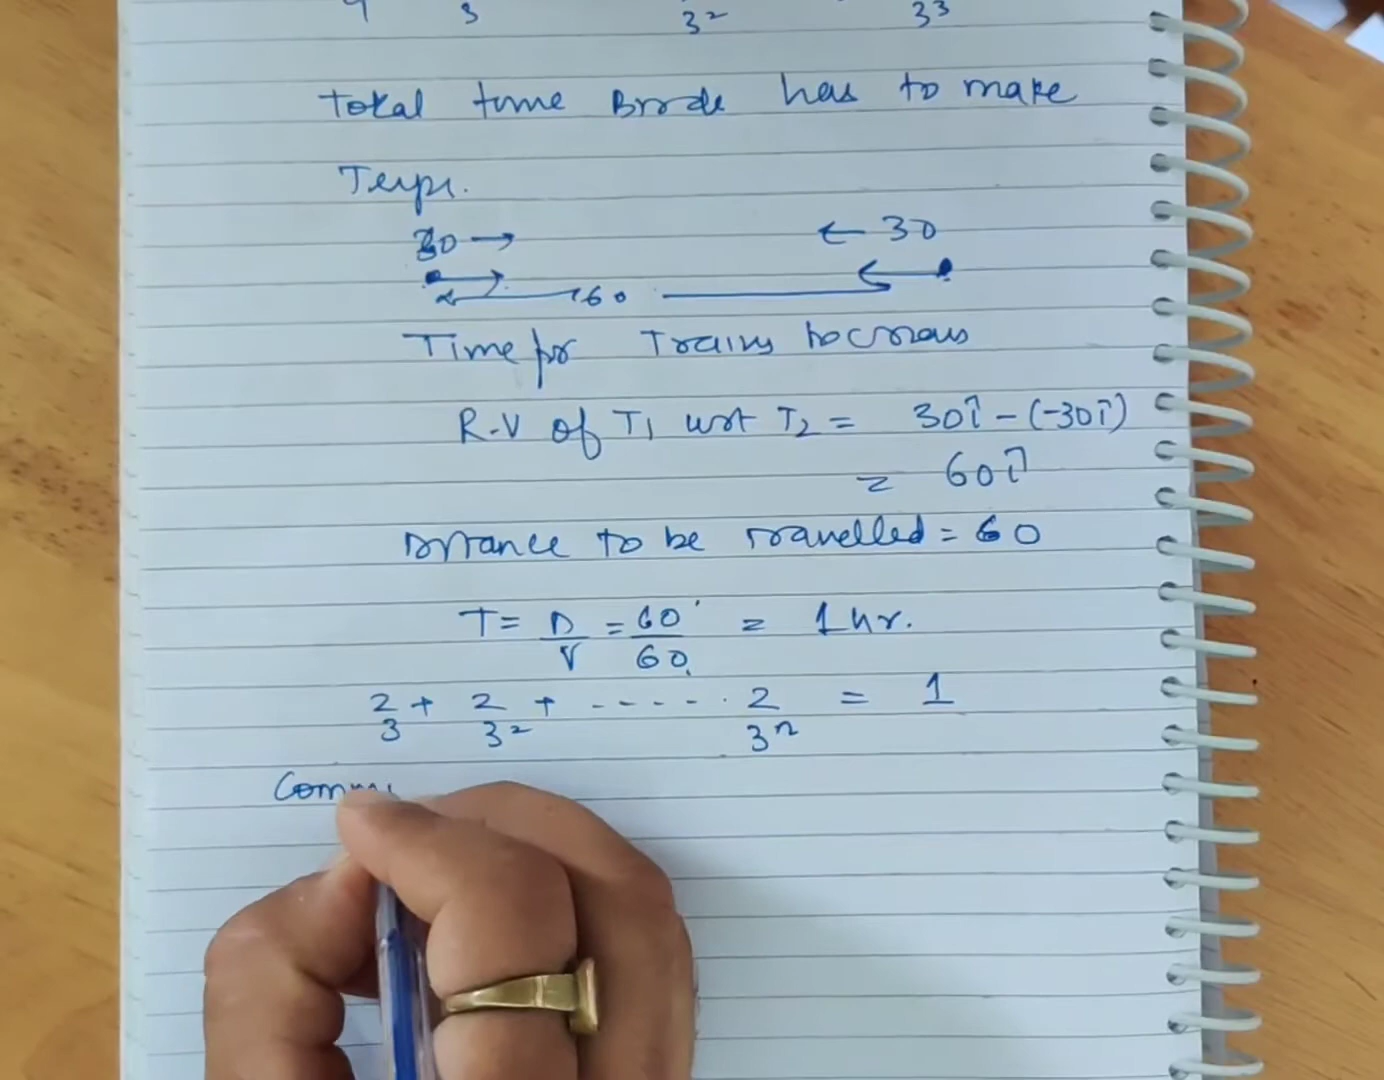 3 3² 3³
Total time Birds has to make
Trips.
30 → ← 30
60
Time for Trains to cross
R.V of T₁ wrt T₂ = 30î - (-30î)
= 60î
Distance to be travelled = 60
T = D/V = 60/60 = 1 hr.
2/3 + 2/3² + ------ 2/3ⁿ = 1
Comm